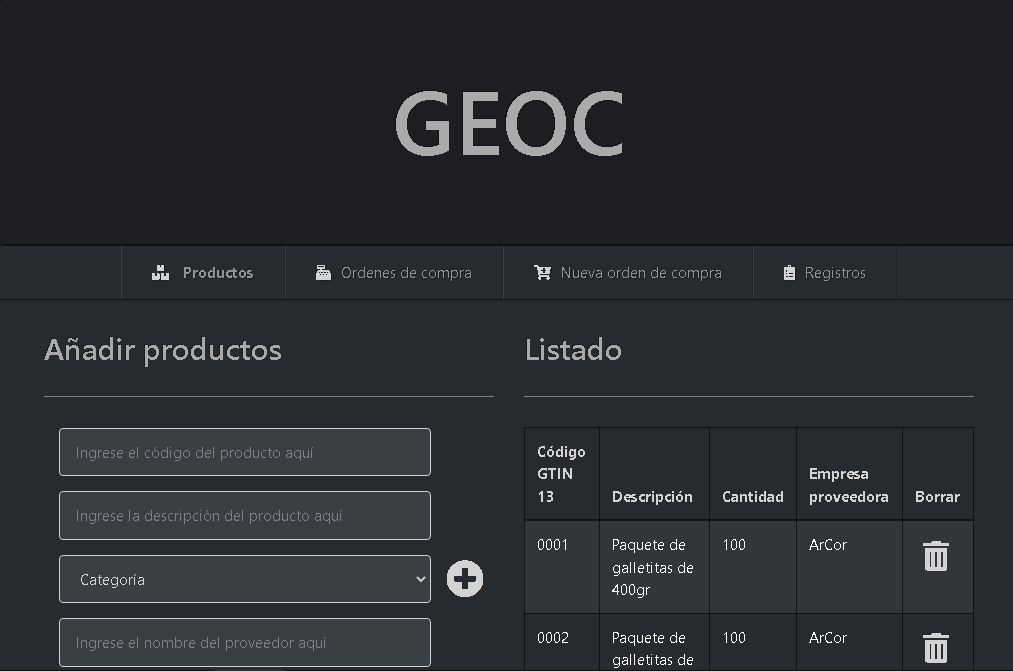 GEOC
Productos
Ordenes de compra
Nueva orden de compra
Registros
Añadir productos
Ingrese el código del producto aquí
Ingrese la descripción del producto aquí
Categoría
Ingrese el nombre del proveedor aquí
Listado
Código
GTIN
13
Descripción
Cantidad
Empresa
proveedora
Borrar
0001
Paquete de
galletitas de
400gr
100
ArCor
0002
Paquete de
galletitas de
100
ArCor